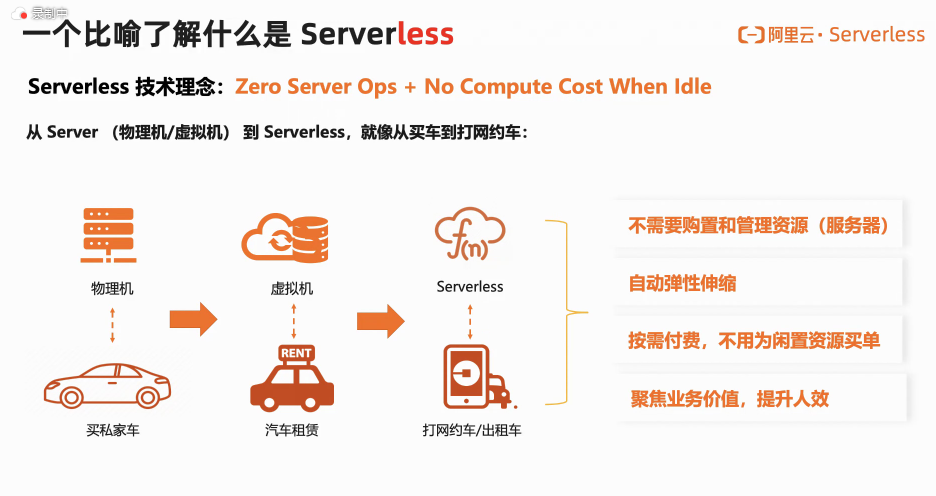 录制中
一个比喻了解什么是 Serverless
阿里云 · Serverless
Serverless 技术理念：Zero Server Ops + No Compute Cost When Idle
从 Server （物理机/虚拟机） 到 Serverless，就像从买车到打网约车：
f(n)
物理机
虚拟机
Serverless
RENT
买私家车
汽车租赁
打网约车/出租车
不需要购置和管理资源（服务器）
自动弹性伸缩
按需付费，不用为闲置资源买单
聚焦业务价值，提升人效